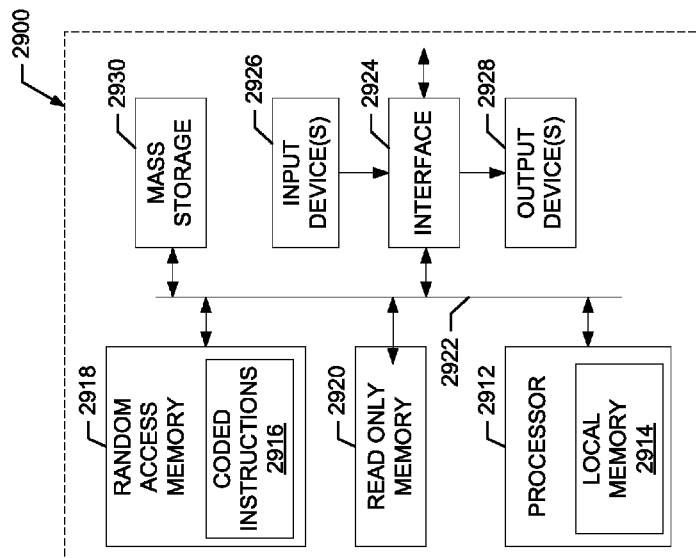 2900
2918
RANDOM
ACCESS
MEMORY
CODED
INSTRUCTIONS
2916
2920
READ ONLY
MEMORY
2922
2912
PROCESSOR
LOCAL
MEMORY
2914
2930
MASS
STORAGE
2926
INPUT
DEVICE(S)
2924
INTERFACE
2928
OUTPUT
DEVICE(S)